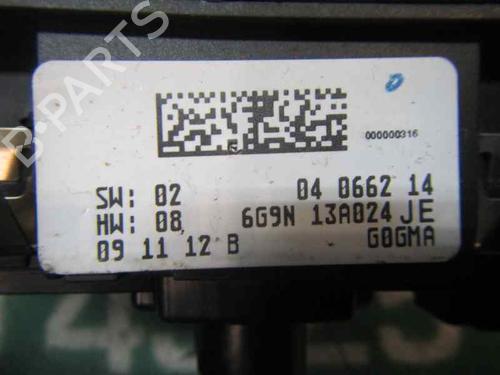 B-PARTS
000000316
SW: 02 04 0662 14
HW: 08 6G9N 13A024 JE
09 11 12 B G0GMA